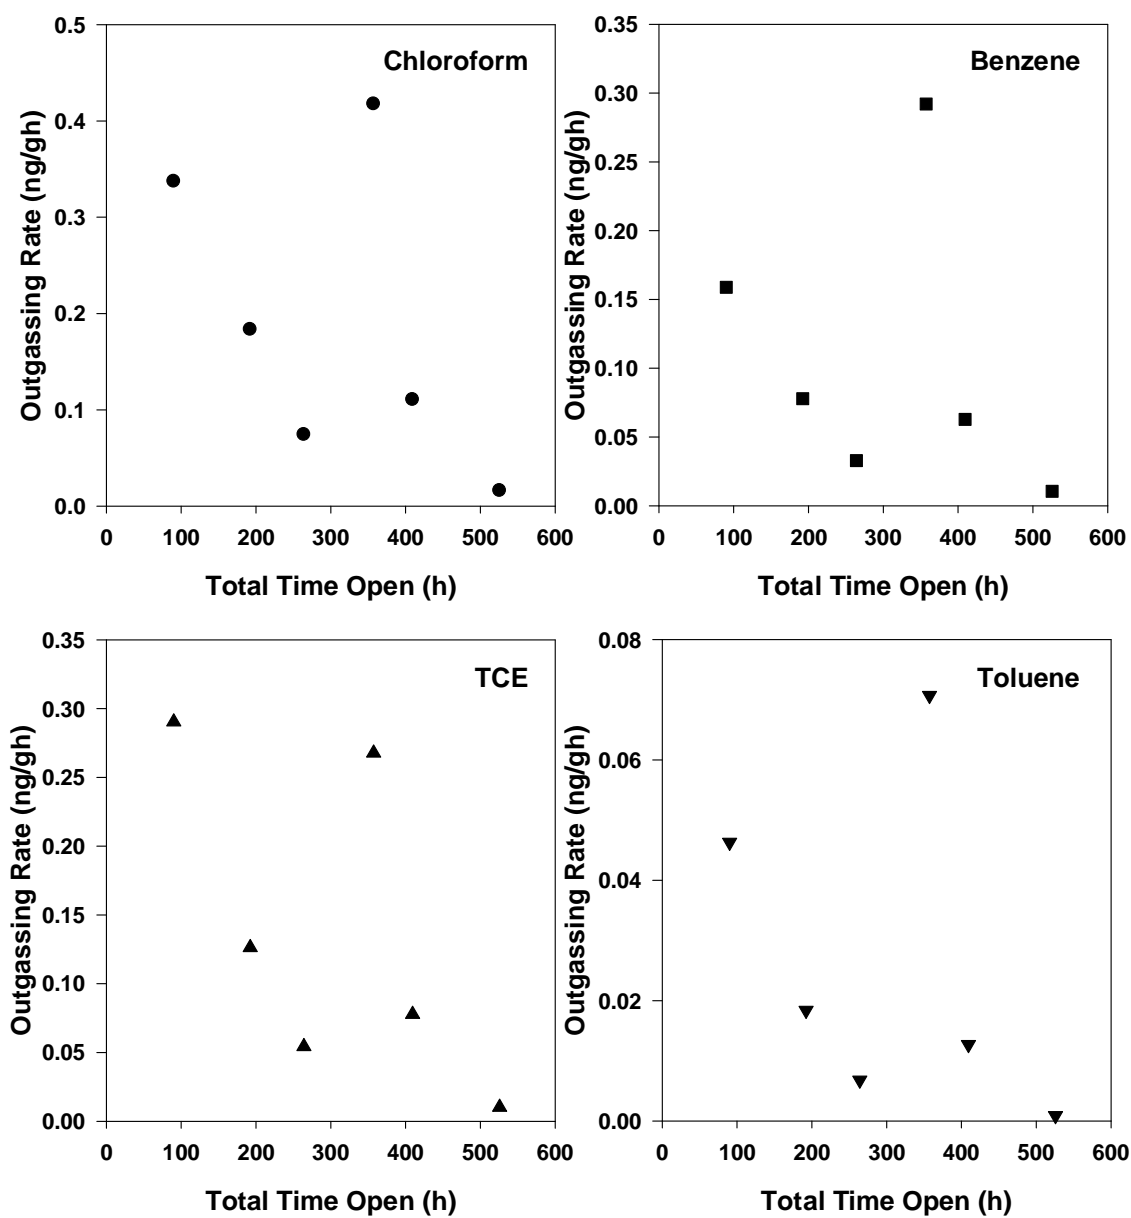 Chloroform
Outgassing Rate (ng/gh)
0.5
0.4
0.3
0.2
0.1
0.0
0 100 200 300 400 500 600
Total Time Open (h)
Benzene
Outgassing Rate (ng/gh)
0.35
0.30
0.25
0.20
0.15
0.10
0.05
0.00
0 100 200 300 400 500 600
Total Time Open (h)
TCE
Outgassing Rate (ng/gh)
0.35
0.30
0.25
0.20
0.15
0.10
0.05
0.00
0 100 200 300 400 500 600
Total Time Open (h)
Toluene
Outgassing Rate (ng/gh)
0.08
0.06
0.04
0.02
0.00
0 100 200 300 400 500 600
Total Time Open (h)